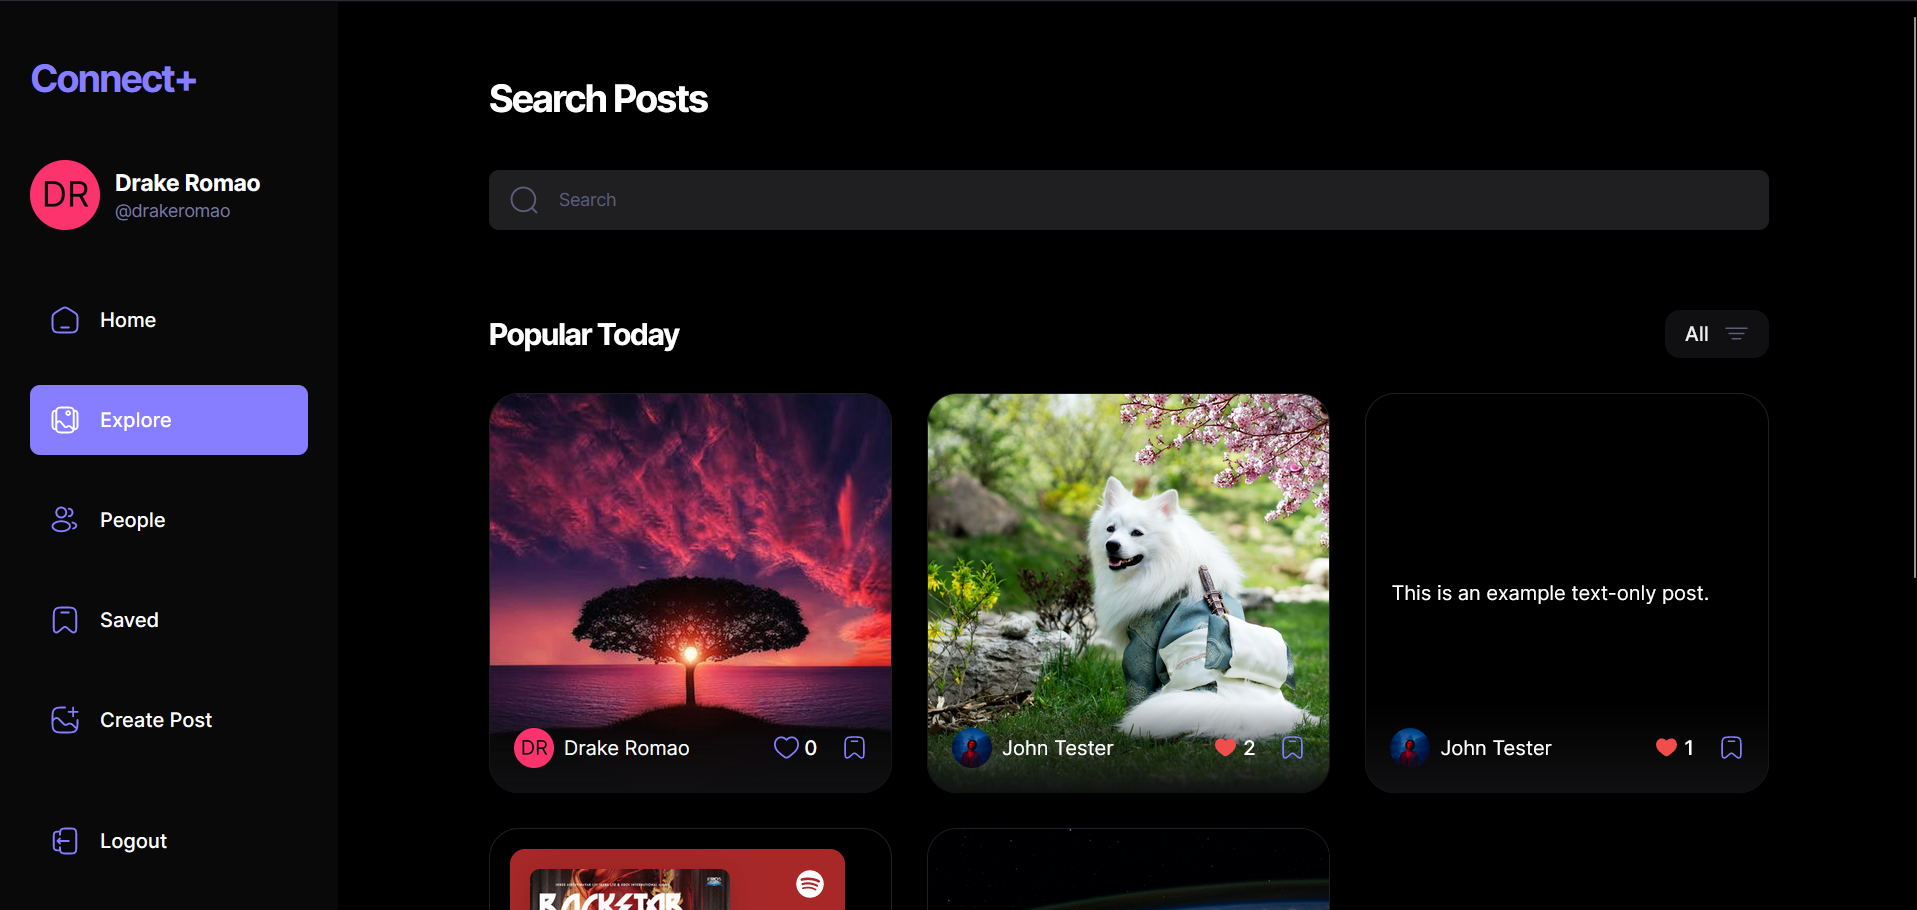 Connect+
DR
Drake Romao
@drakeromao
Home
Explore
People
Saved
Create Post
Logout
Search Posts
Search
Popular Today
All
DR Drake Romao 0
John Tester 2
This is an example text-only post.
John Tester 1
ROCKSTAR